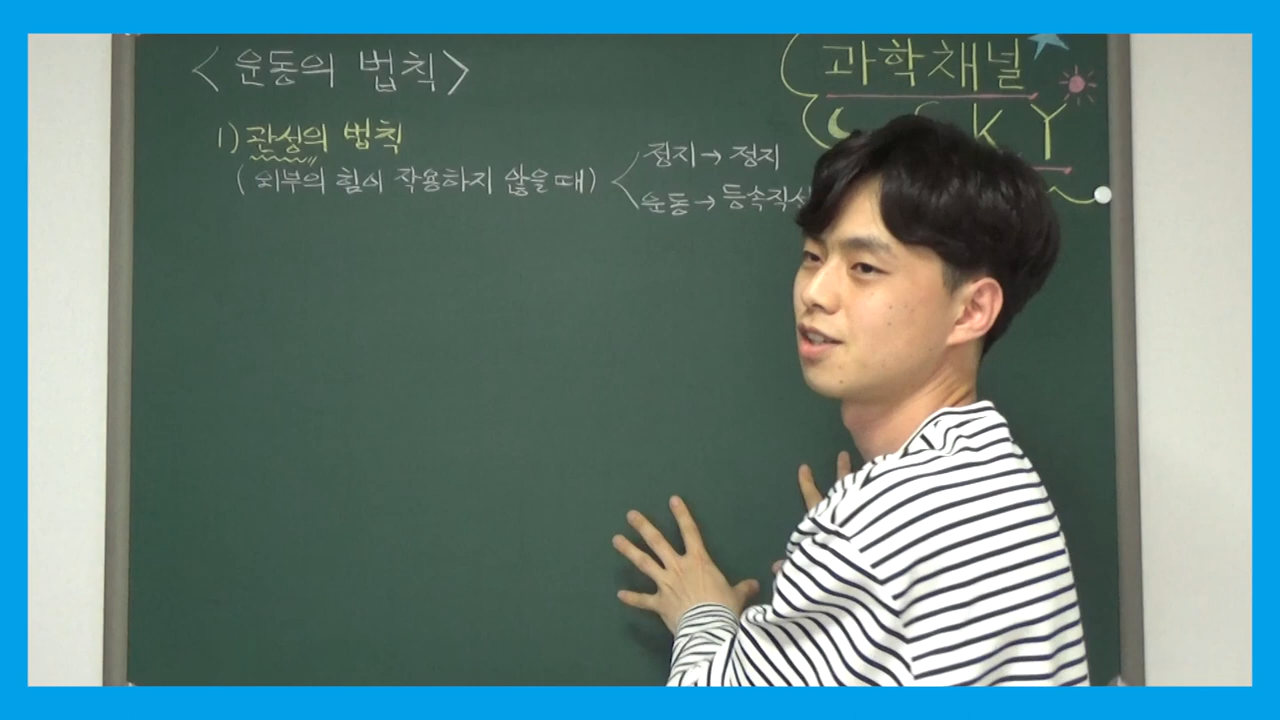 <운동의 법칙>
1) 관성의 법칙
(외부의 힘이 작용하지 않을 때)
정지→정지
운동→등속직
과학채널
KY